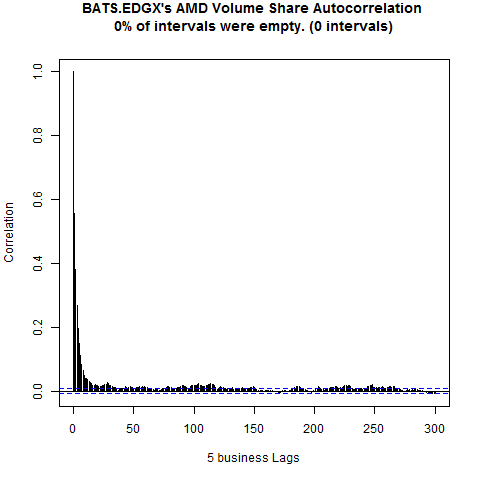 BATS.EDGX's AMD Volume Share Autocorrelation
0% of intervals were empty. (0 intervals)
Correlation
1.0
0.8
0.6
0.4
0.2
0.0
0 50 100 150 200 250 300
5 business Lags